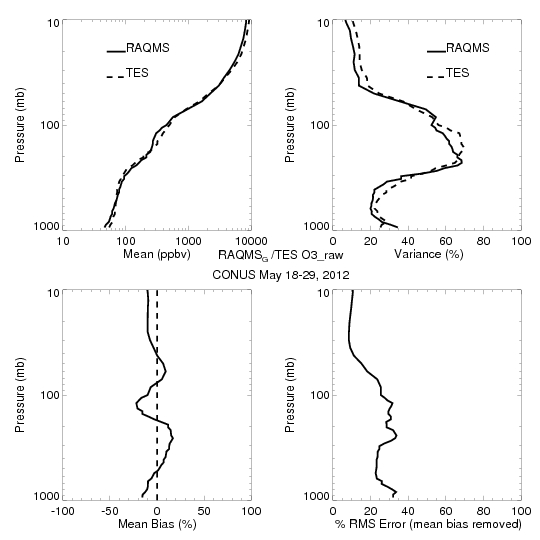 10
100
1000
Pressure (mb)
RAQMS
TES
10 100 1000 10000
Mean (ppbv)
10
100
1000
Pressure (mb)
RAQMS
TES
0 20 40 60 80 100
Variance (%)
RAQMS_G /TES O3_raw
CONUS May 18-29, 2012
10
100
1000
Pressure (mb)
-100 -50 0 50 100
Mean Bias (%)
10
100
1000
Pressure (mb)
0 20 40 60 80 100
% RMS Error (mean bias removed)